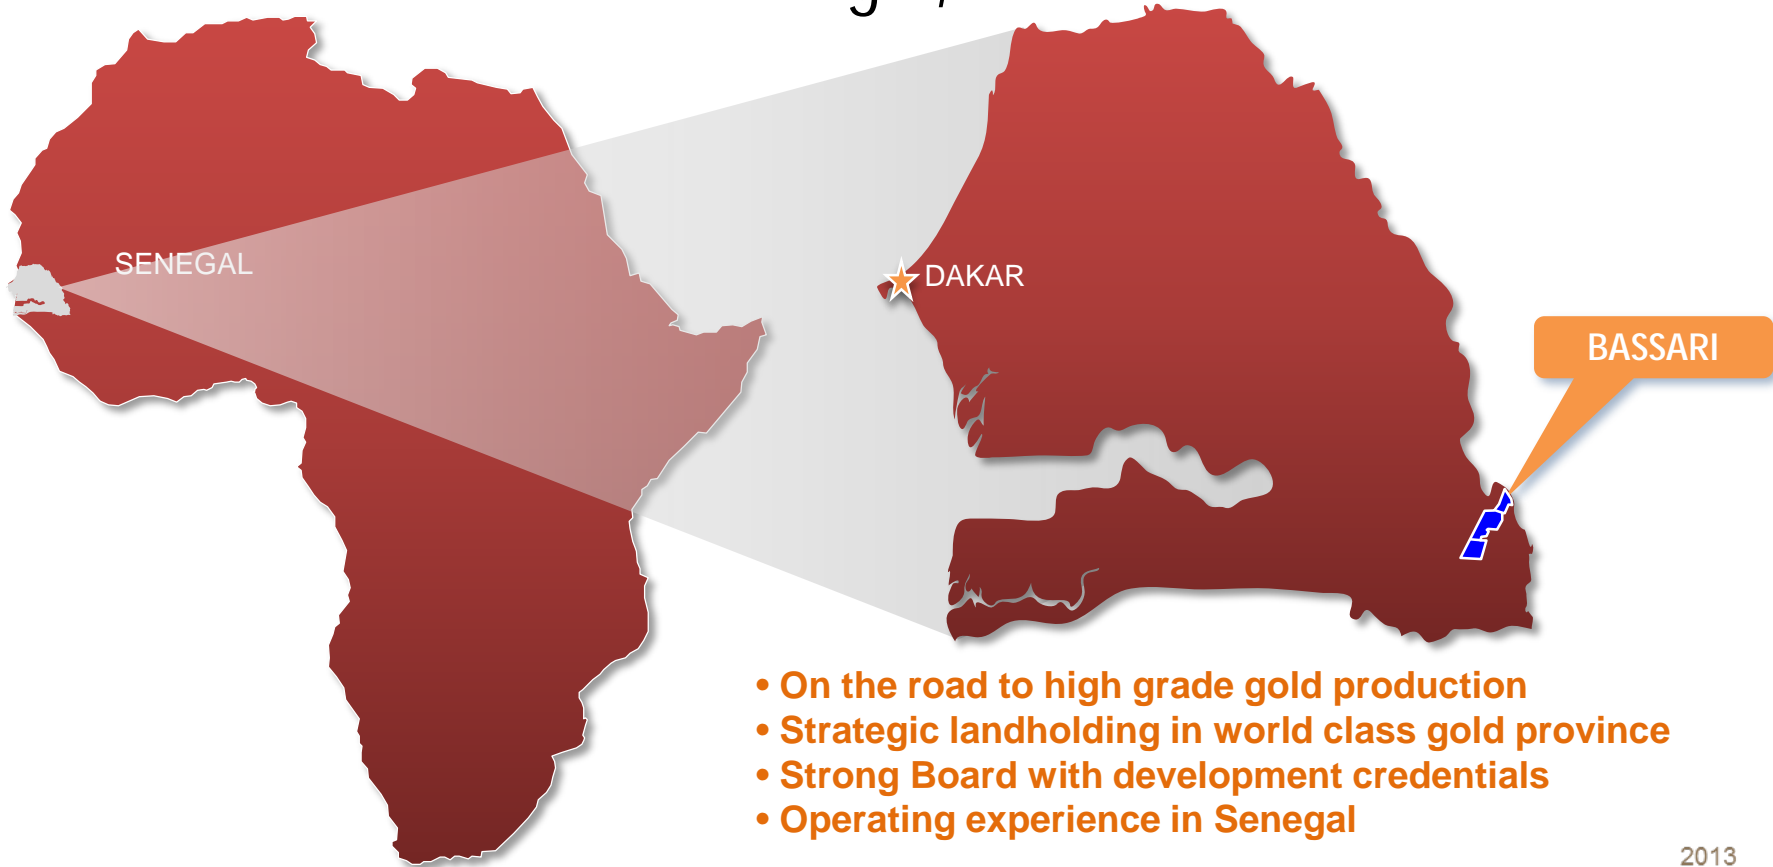 SENEGAL
DAKAR
BASSARI
• On the road to high grade gold production
• Strategic landholding in world class gold province
• Strong Board with development credentials
• Operating experience in Senegal
2013